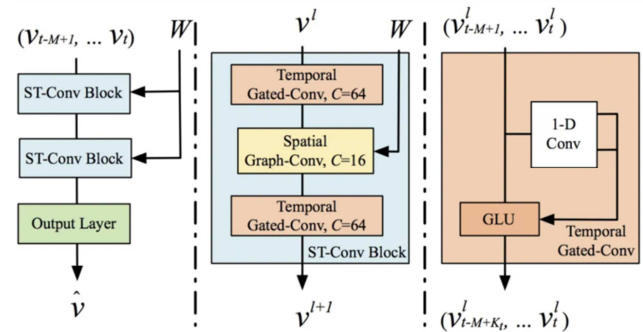 (v_{t-M+1}, ... v_t)
W
ST-Conv Block
ST-Conv Block
Output Layer
v̂
v^l
W
Temporal
Gated-Conv, C=64
Spatial
Graph-Conv, C=16
Temporal
Gated-Conv, C=64
ST-Conv Block
v^{l+1}
(v^l_{t-M+1}, ... v^l_t)
1-D
Conv
GLU
Temporal
Gated-Conv
(v^l_{t-M+K_t}, ... v^l_t)